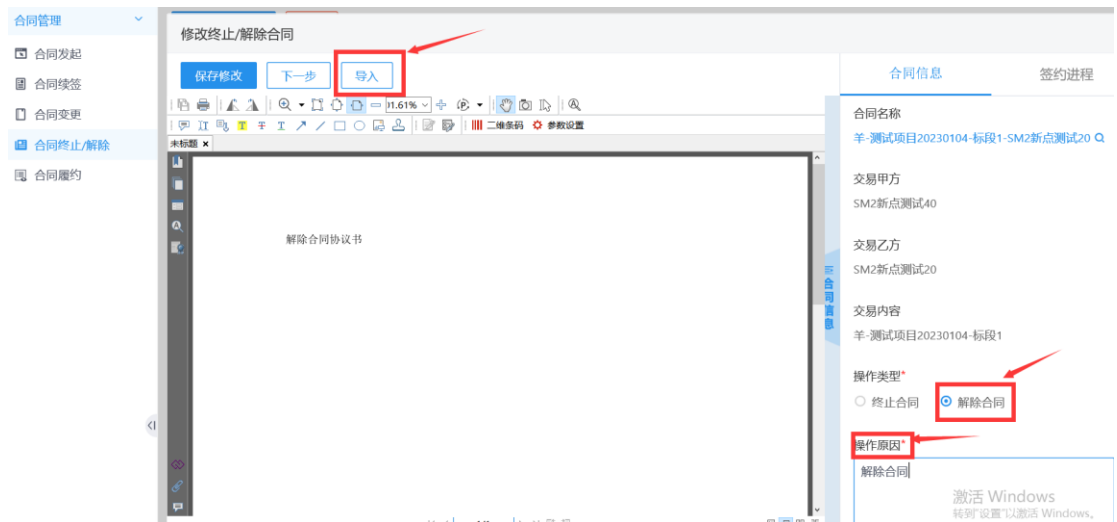 合同管理
合同发起
合同续签
合同变更
合同终止/解除
合同履约
修改终止/解除合同
保存修改
下一步
导入
31.61%
二维条码
参数设置
未标题 ×
解除合同协议书
合同信息
合同信息
签约进程
合同名称
羊-测试项目20230104-标段1-SM2新点测试20
交易甲方
SM2新点测试40
交易乙方
SM2新点测试20
交易内容
羊-测试项目20230104-标段1
操作类型*
终止合同
解除合同
操作原因*
解除合同
激活 Windows
转到"设置"以激活 Windows。